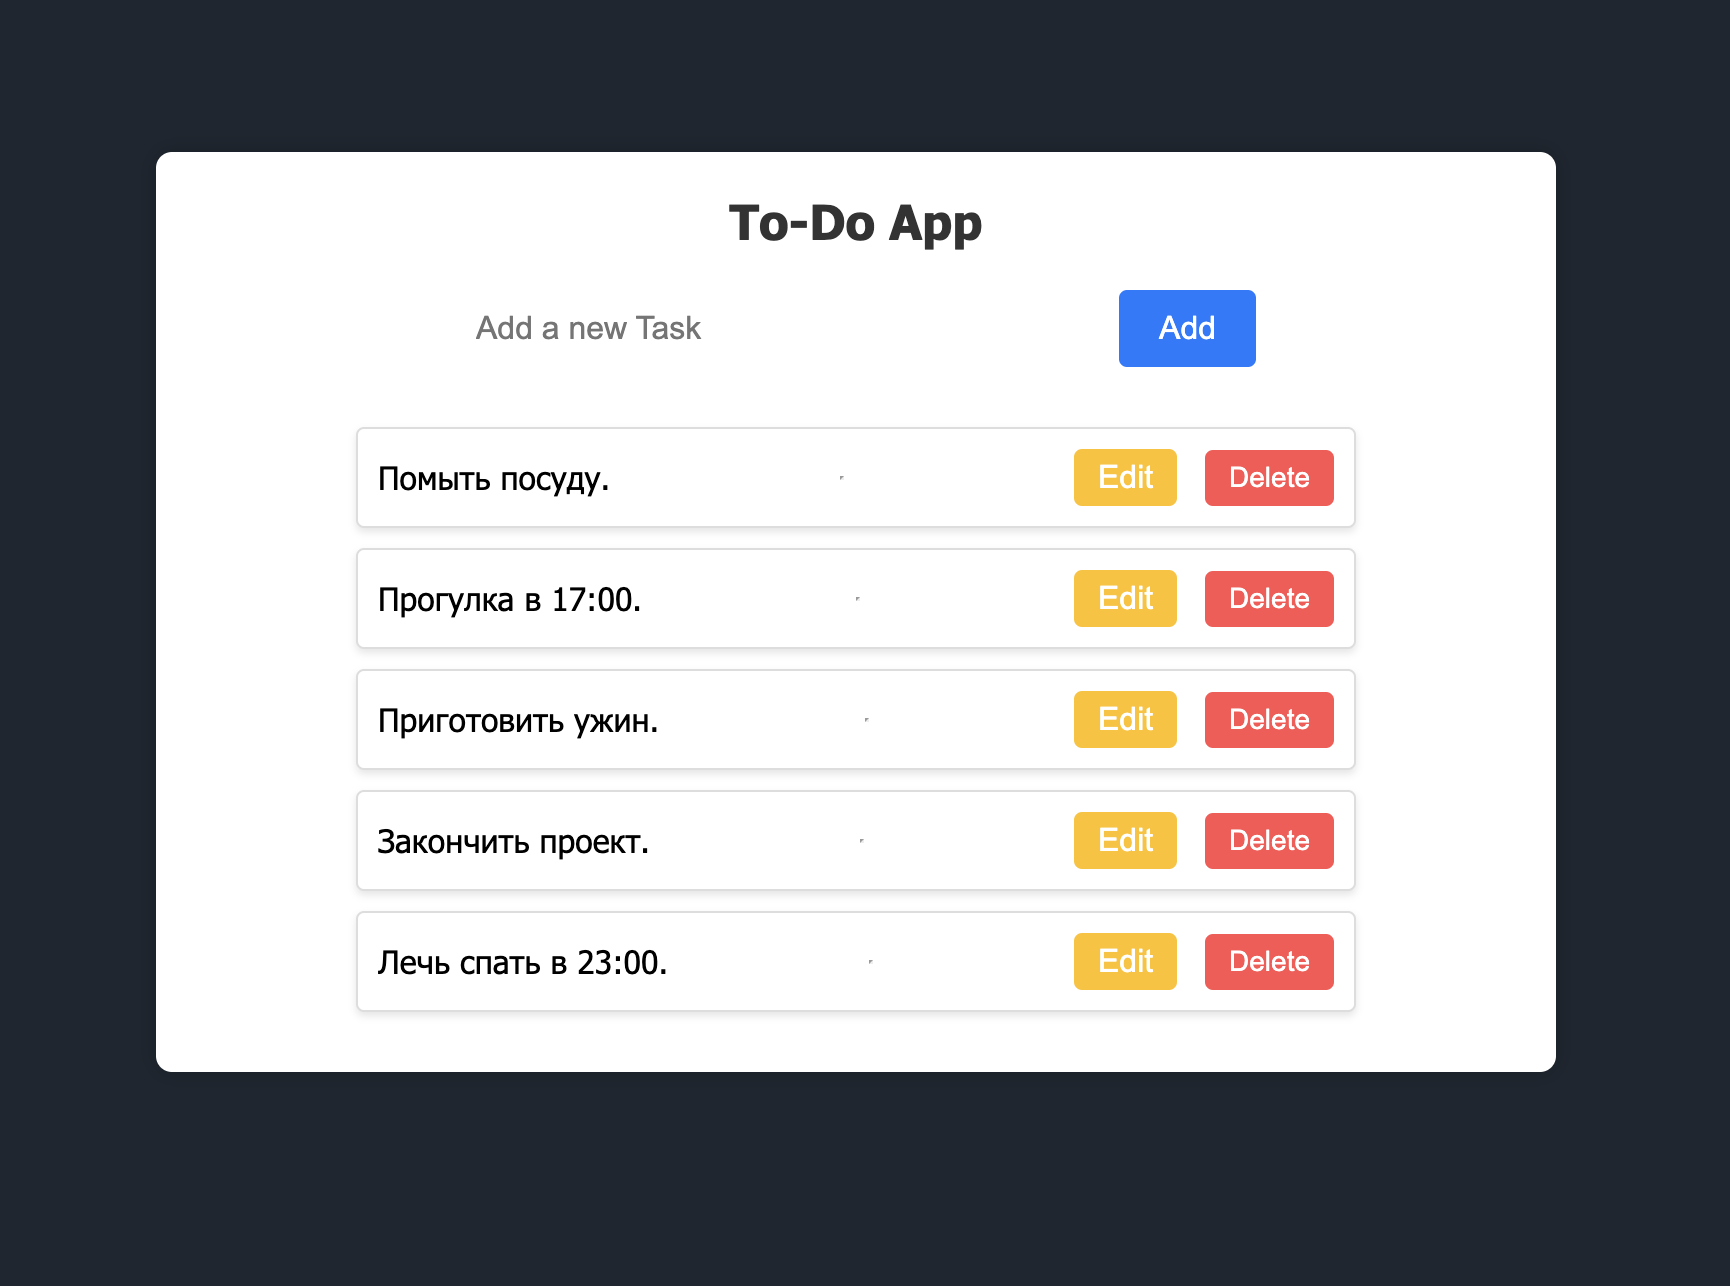 To-Do App
Add a new Task Add
Помыть посуду. Edit Delete
Прогулка в 17:00. Edit Delete
Приготовить ужин. Edit Delete
Закончить проект. Edit Delete
Лечь спать в 23:00. Edit Delete